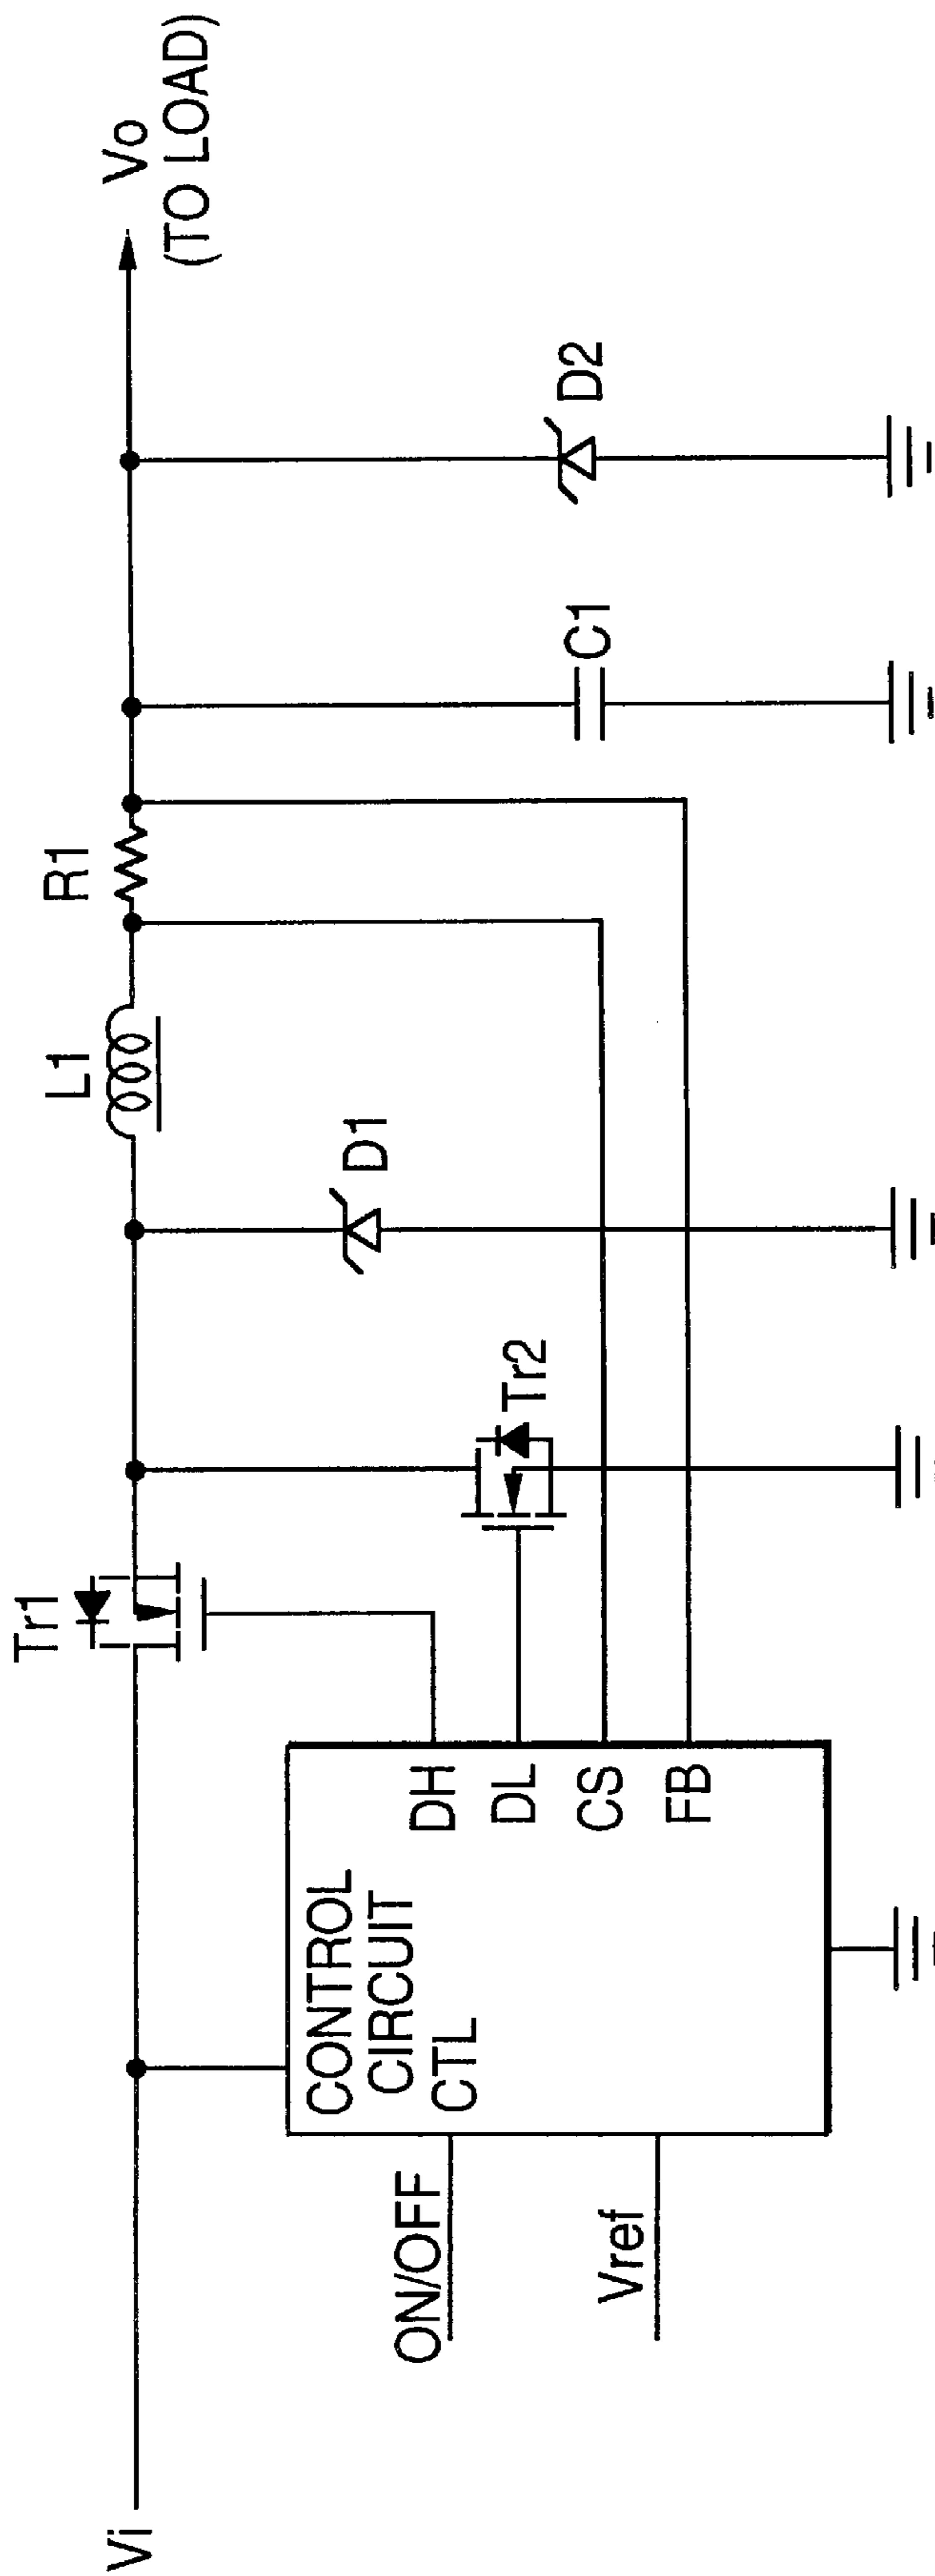 Vi
Tr1
L1
R1
Vo
(TO LOAD)
D1
D2
Tr2
C1
CONTROL
CIRCUIT
CTL
DH
DL
CS
FB
ON/OFF
Vref